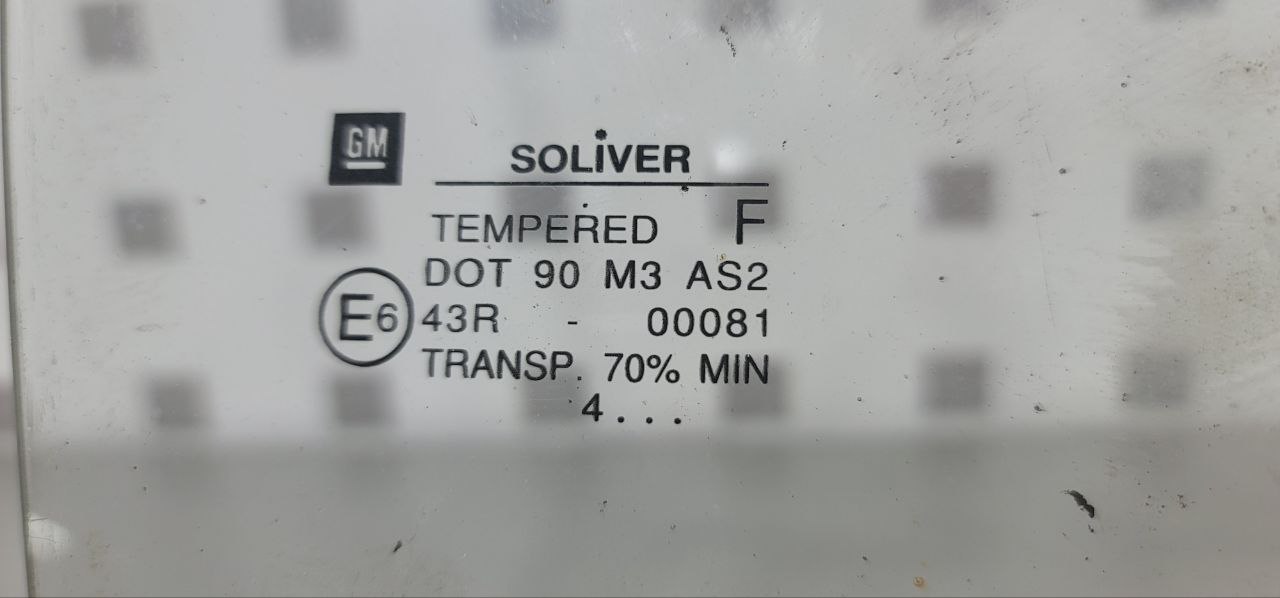 GM
SOLiVER
TEMPERED F
DOT 90 M3 AS2
E6 43R - 00081
TRANSP. 70% MIN
4...